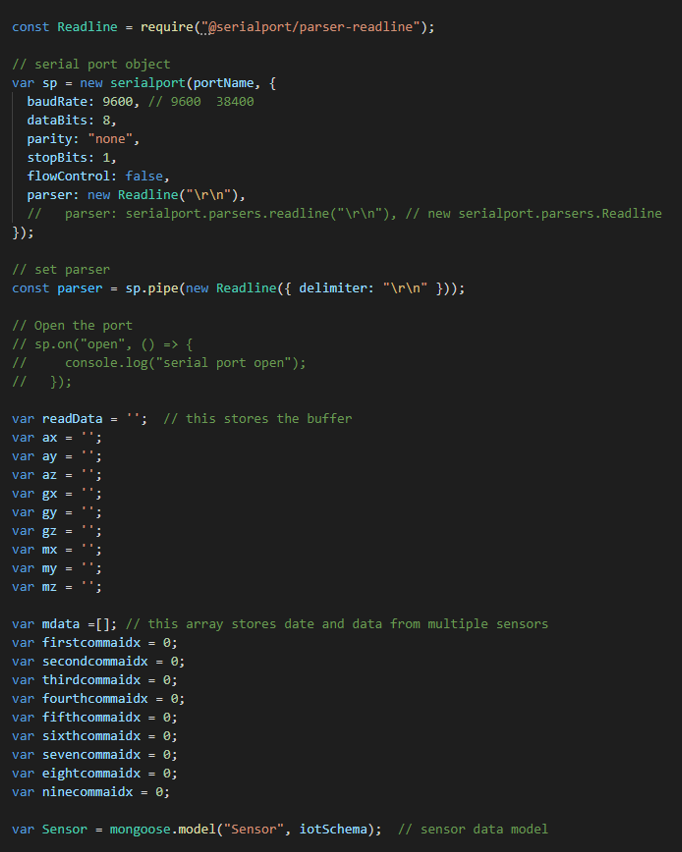 const Readline = require("@serialport/parser-readline");
// serial port object
var sp = new serialport(portName, {
  baudRate: 9600, // 9600  38400
  dataBits: 8,
  parity: "none",
  stopBits: 1,
  flowControl: false,
  parser: new Readline("\r\n"),
  //   parser: serialport.parsers.readline("\r\n"), // new serialport.parsers.Readline
});
// set parser
const parser = sp.pipe(new Readline({ delimiter: "\r\n" }));
// Open the port
// sp.on("open", () => {
//     console.log("serial port open");
//   });
var readData = '';  // this stores the buffer
var ax = '';
var ay = '';
var az = '';
var gx = '';
var gy = '';
var gz = '';
var mx = '';
var my = '';
var mz = '';
var mdata =[]; // this array stores date and data from multiple sensors
var firstcommaidx = 0;
var secondcommaidx = 0;
var thirdcommaidx = 0;
var fourthcommaidx = 0;
var fifthcommaidx = 0;
var sixthcommaidx = 0;
var sevencommaidx = 0;
var eightcommaidx = 0;
var ninecommaidx = 0;
var Sensor = mongoose.model("Sensor", iotSchema);  // sensor data model